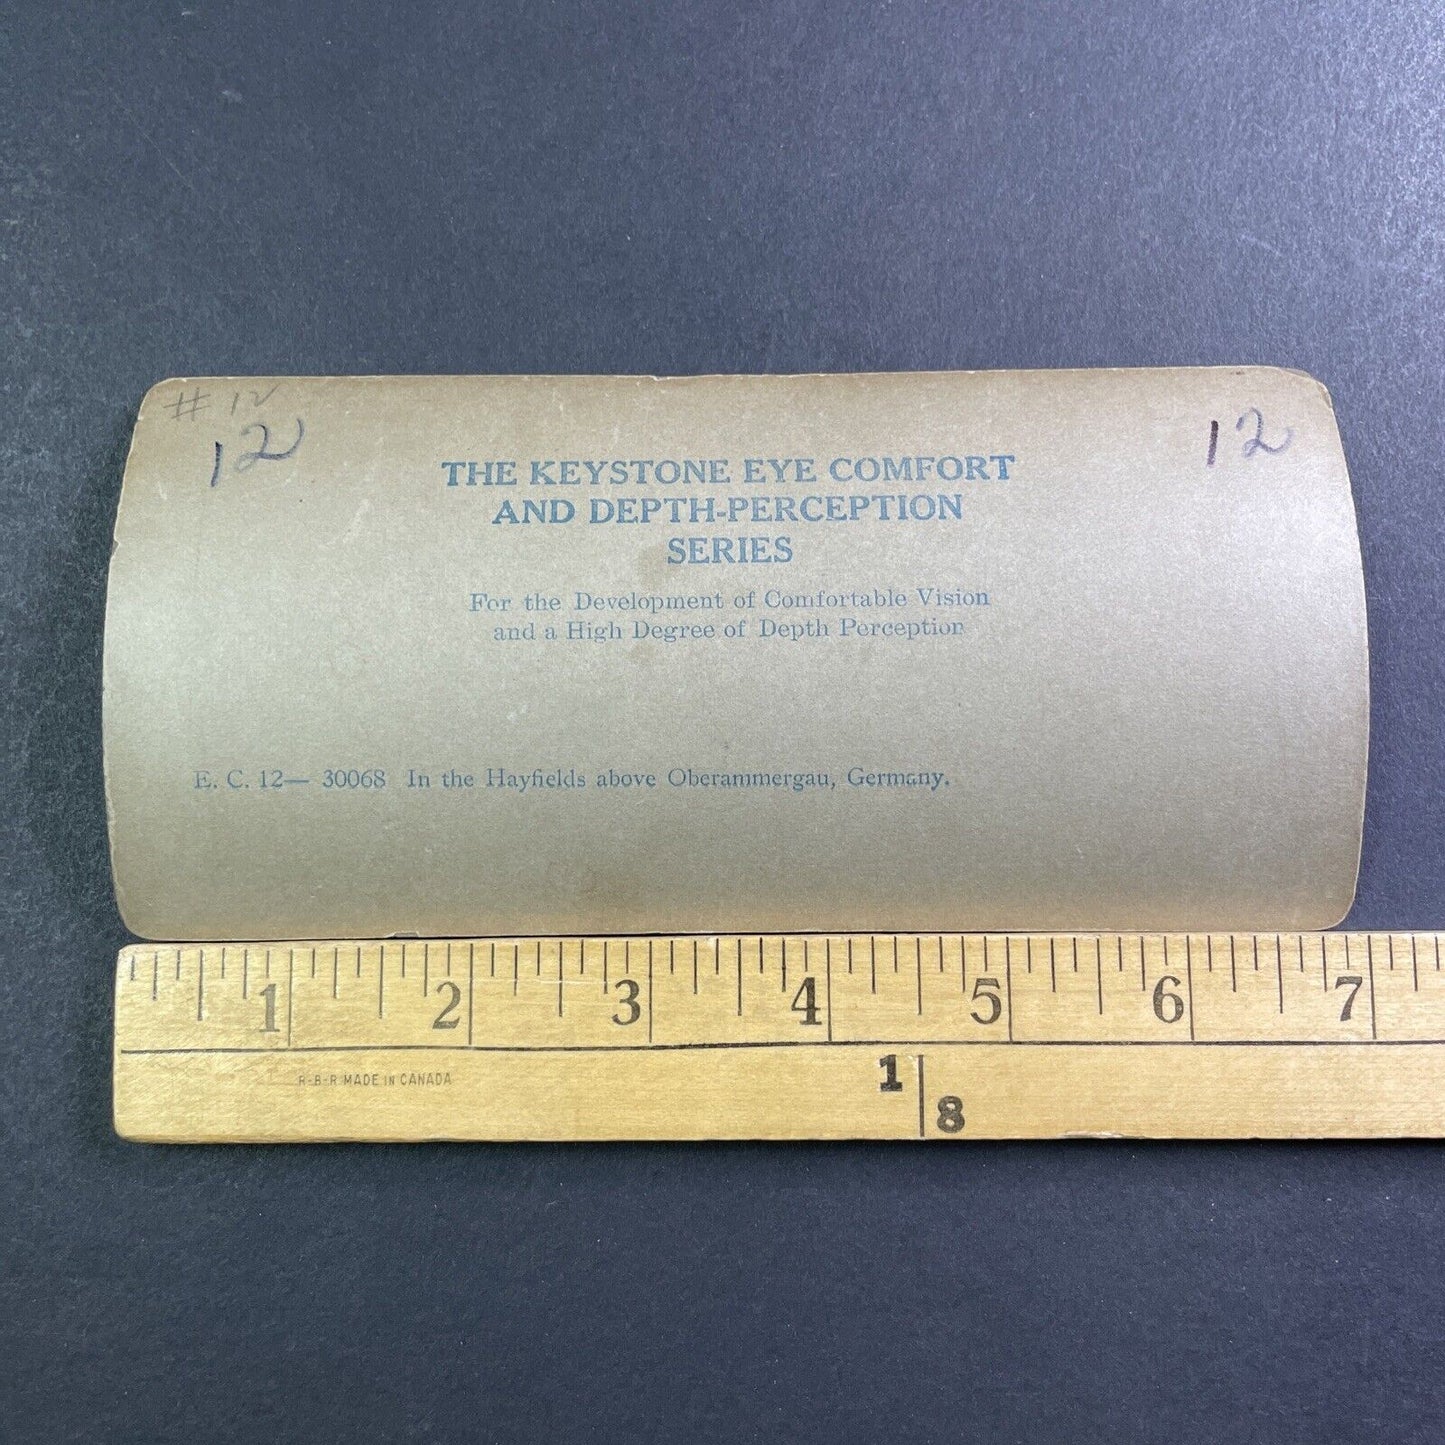 # 12
12 12
THE KEYSTONE EYE COMFORT
AND DEPTH-PERCEPTION
SERIES
For the Development of Comfortable Vision
and a High Degree of Depth Perception
E. C. 12— 30068 In the Hayfields above Oberammergau, Germany.
1 2 3 4 5 6 7
R-B-R MADE IN CANADA
1
8